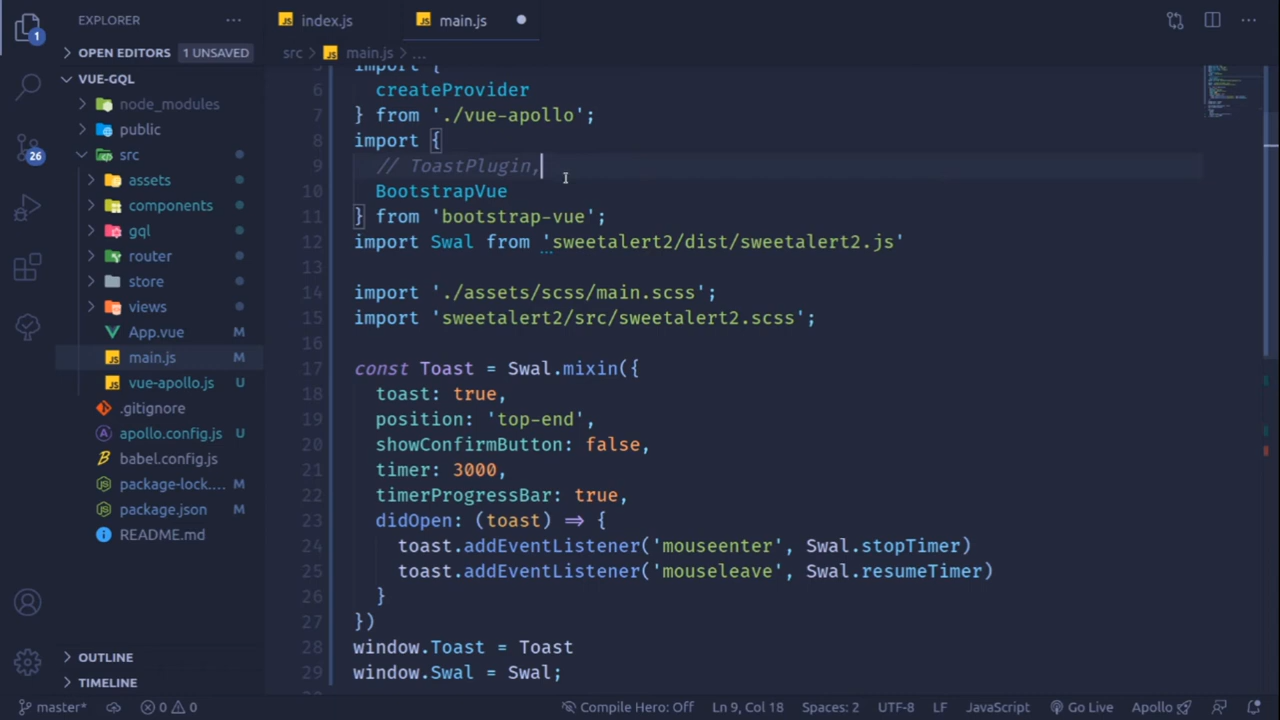 EXPLORER
index.js
main.js
1
OPEN EDITORS 1 UNSAVED
src > main.js > ...
VUE-GQL
node_modules
public
26
src
assets
components
gql
router
store
views
App.vue M
main.js M
vue-apollo.js U
.gitignore
apollo.config.js U
babel.config.js
package-lock.... M
package.json M
README.md
OUTLINE
TIMELINE
import {
6 createProvider
7 } from './vue-apollo';
8 import {
9 // ToastPlugin,
10 BootstrapVue
11 } from 'bootstrap-vue';
12 import Swal from 'sweetalert2/dist/sweetalert2.js'
13
14 import './assets/scss/main.scss';
15 import 'sweetalert2/src/sweetalert2.scss';
16
17 const Toast = Swal.mixin({
18 toast: true,
19 position: 'top-end',
20 showConfirmButton: false,
21 timer: 3000,
22 timerProgressBar: true,
23 didOpen: (toast) => {
24 toast.addEventListener('mouseenter', Swal.stopTimer)
25 toast.addEventListener('mouseleave', Swal.resumeTimer)
26 }
27 })
28 window.Toast = Toast
29 window.Swal = Swal;
master* 0 0 Compile Hero: Off Ln 9, Col 18 Spaces: 2 UTF-8 LF JavaScript Go Live Apollo